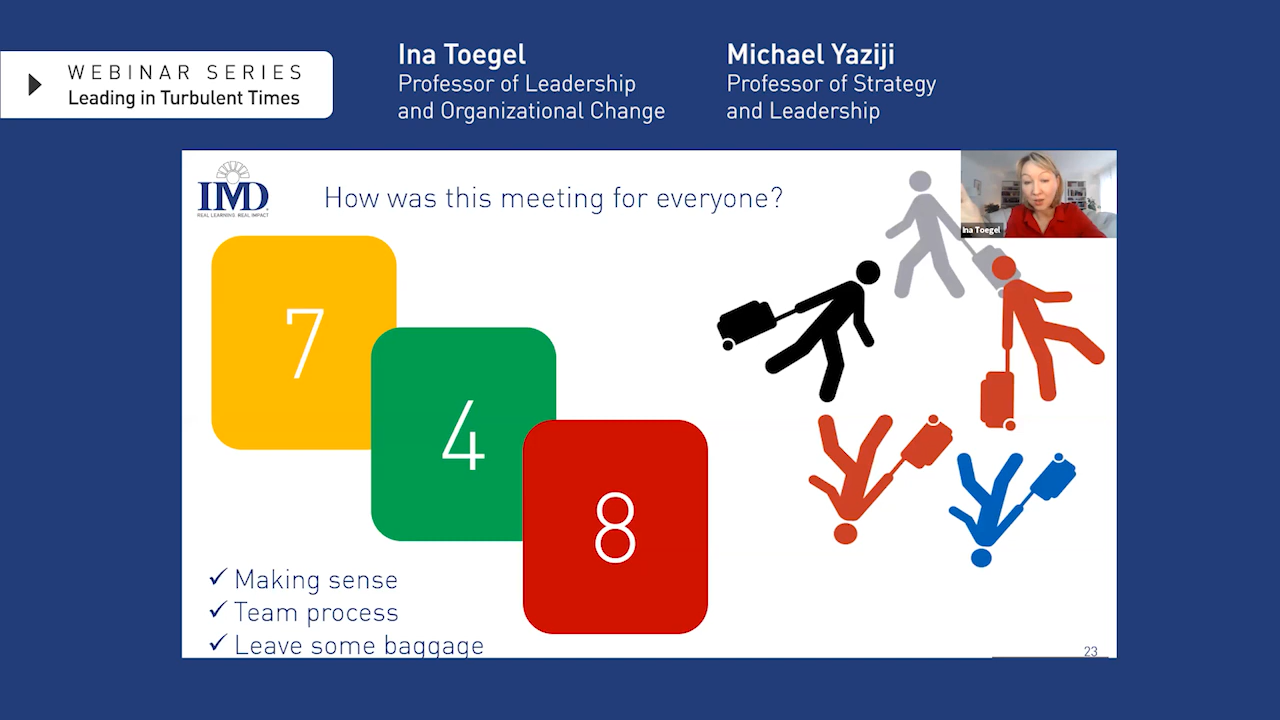 WEBINAR SERIES
Leading in Turbulent Times
Ina Toegel
Professor of Leadership
and Organizational Change
Michael Yaziji
Professor of Strategy
and Leadership
IMD
REAL LEARNING. REAL IMPACT
How was this meeting for everyone?
Ina Toegel
7
4
8
✓ Making sense
✓ Team process
✓ Leave some baggage
23